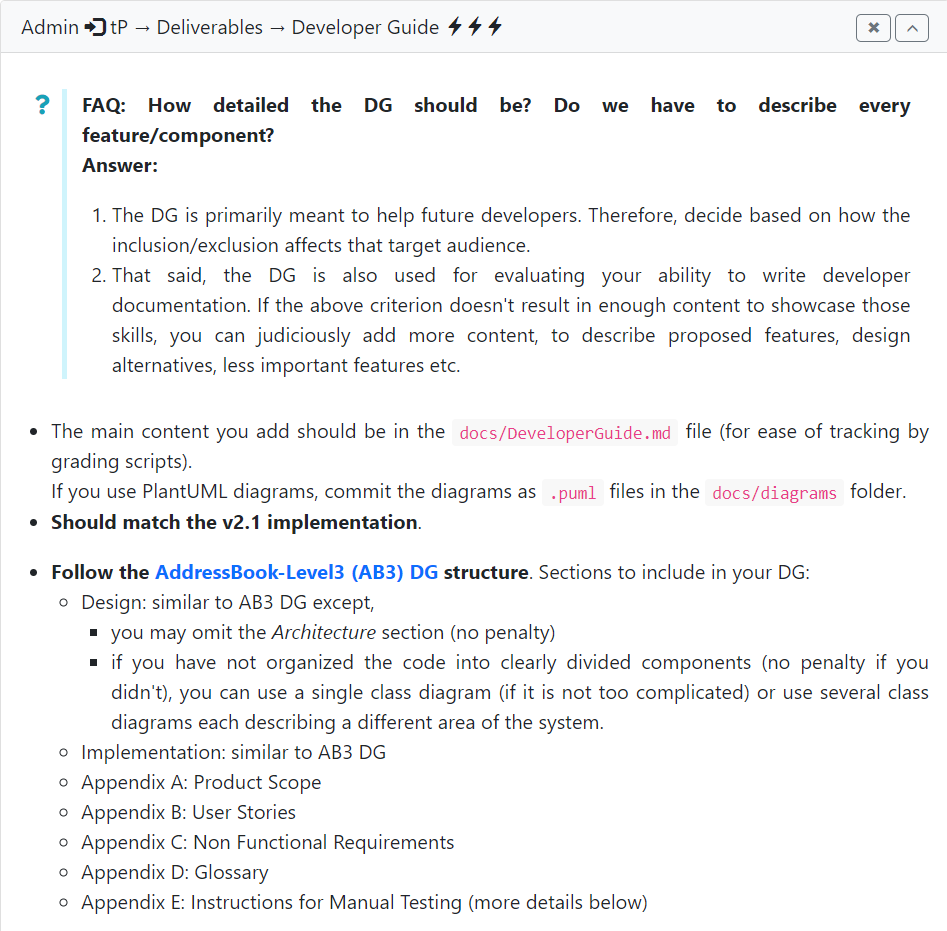 Admin tP → Deliverables → Developer Guide
FAQ: How detailed the DG should be? Do we have to describe every
feature/component?
Answer:
1. The DG is primarily meant to help future developers. Therefore, decide based on how the
inclusion/exclusion affects that target audience.
2. That said, the DG is also used for evaluating your ability to write developer
documentation. If the above criterion doesn't result in enough content to showcase those
skills, you can judiciously add more content, to describe proposed features, design
alternatives, less important features etc.
The main content you add should be in the docs/DeveloperGuide.md file (for ease of tracking by
grading scripts).
If you use PlantUML diagrams, commit the diagrams as .puml files in the docs/diagrams folder.
Should match the v2.1 implementation.
Follow the AddressBook-Level3 (AB3) DG structure. Sections to include in your DG:
Design: similar to AB3 DG except,
you may omit the Architecture section (no penalty)
if you have not organized the code into clearly divided components (no penalty if you
didn't), you can use a single class diagram (if it is not too complicated) or use several class
diagrams each describing a different area of the system.
Implementation: similar to AB3 DG
Appendix A: Product Scope
Appendix B: User Stories
Appendix C: Non Functional Requirements
Appendix D: Glossary
Appendix E: Instructions for Manual Testing (more details below)